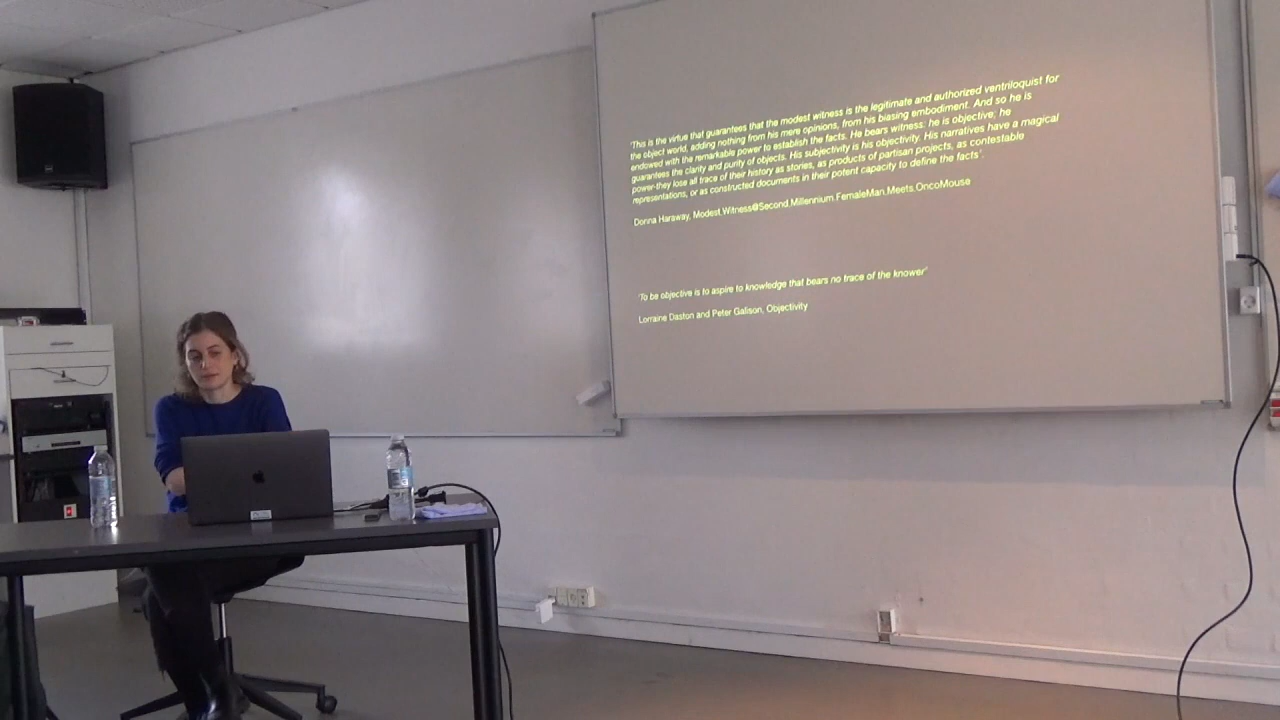 'This is the virtue that guarantees that the modest witness is the legitimate and authorized ventriloquist for
the object world, adding nothing from his mere opinions, from his biasing embodiment. And so he is
endowed with the remarkable power to establish the facts. He bears witness: he is objective; he
guarantees the clarity and purity of objects. His subjectivity is his objectivity. His narratives have a magical
power-they lose all trace of their history as stories, as products of partisan projects, as contestable
representations, or as constructed documents in their potent capacity to define the facts'.
Donna Haraway, Modest.Witness@Second.Millennium.FemaleMan.Meets.OncoMouse
'To be objective is to aspire to knowledge that bears no trace of the knower'
Lorraine Daston and Peter Galison, Objectivity